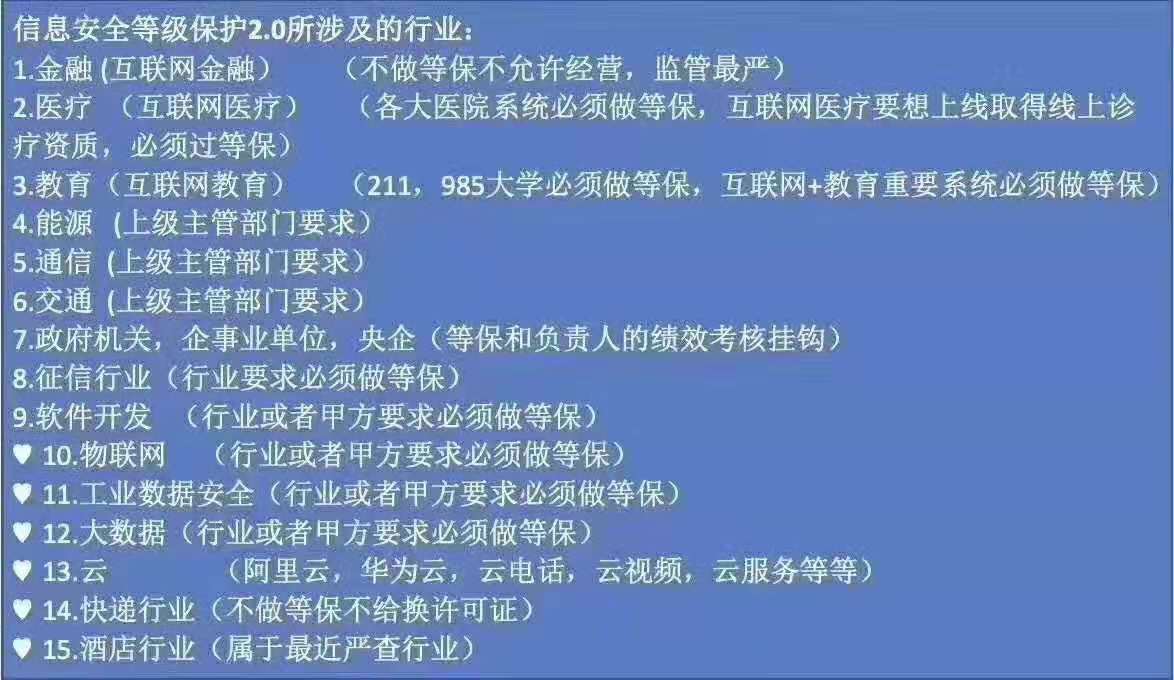 信息安全等级保护2.0所涉及的行业：
1.金融 (互联网金融） （不做等保不允许经营，监管最严）
2.医疗 （互联网医疗） （各大医院系统必须做等保，互联网医疗要想上线取得线上诊
疗资质，必须过等保）
3.教育（互联网教育） （211，985大学必须做等保，互联网+教育重要系统必须做等保）
4.能源 (上级主管部门要求）
5.通信 (上级主管部门要求）
6.交通 (上级主管部门要求）
7.政府机关，企事业单位，央企（等保和负责人的绩效考核挂钩）
8.征信行业（行业要求必须做等保）
9.软件开发 （行业或者甲方要求必须做等保）
♥ 10.物联网 （行业或者甲方要求必须做等保）
♥ 11.工业数据安全（行业或者甲方要求必须做等保）
♥ 12.大数据（行业或者甲方要求必须做等保）
♥ 13.云 （阿里云，华为云，云电话，云视频，云服务等等）
♥ 14.快递行业（不做等保不给换许可证）
♥ 15.酒店行业（属于最近严查行业）